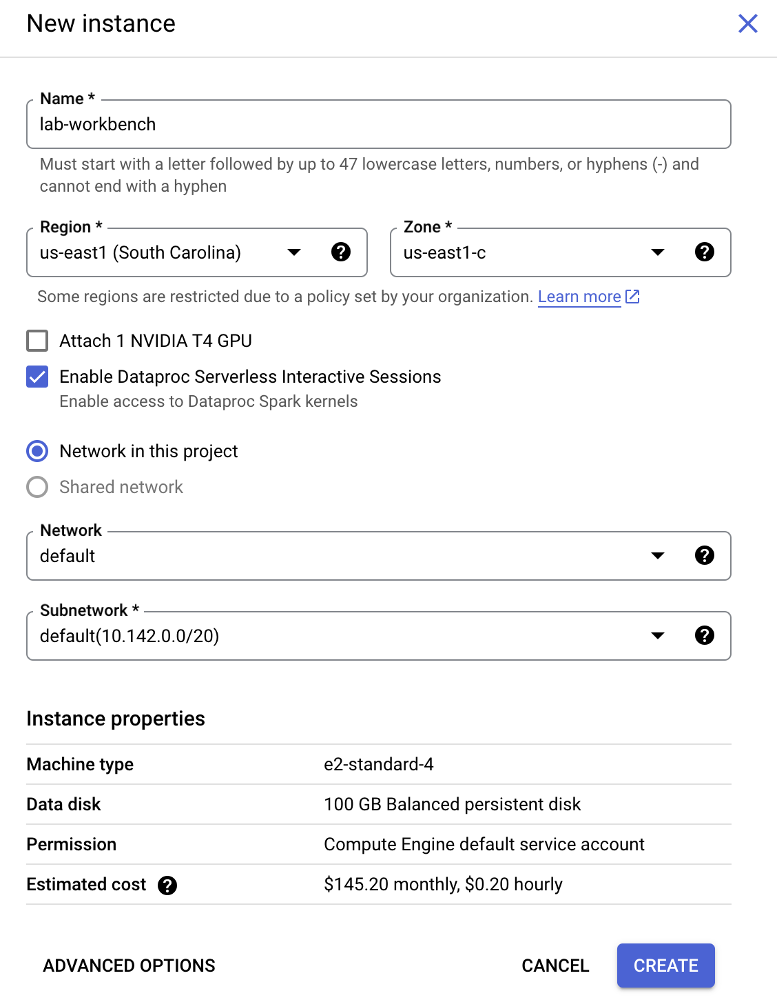 New instance
Name *
lab-workbench
Must start with a letter followed by up to 47 lowercase letters, numbers, or hyphens (-) and
cannot end with a hyphen
Region *
us-east1 (South Carolina)
Zone *
us-east1-c
Some regions are restricted due to a policy set by your organization. Learn more
Attach 1 NVIDIA T4 GPU
Enable Dataproc Serverless Interactive Sessions
Enable access to Dataproc Spark kernels
Network in this project
Shared network
Network
default
Subnetwork *
default(10.142.0.0/20)
Instance properties
Machine type e2-standard-4
Data disk 100 GB Balanced persistent disk
Permission Compute Engine default service account
Estimated cost $145.20 monthly, $0.20 hourly
ADVANCED OPTIONS CANCEL CREATE